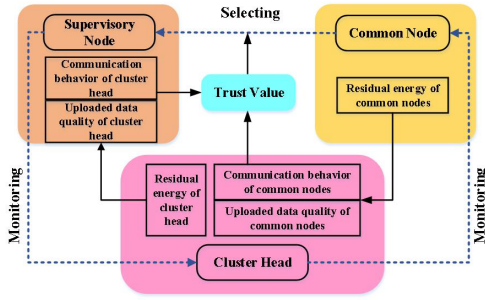 Selecting
Supervisory
Node
Communication
behavior of cluster
head
Uploaded data
quality of cluster
head
Trust Value
Common Node
Residual energy of
common nodes
Monitoring
Monitoring
Residual
energy of
cluster
head
Communication behavior
of common nodes
Uploaded data quality of
common nodes
Cluster Head